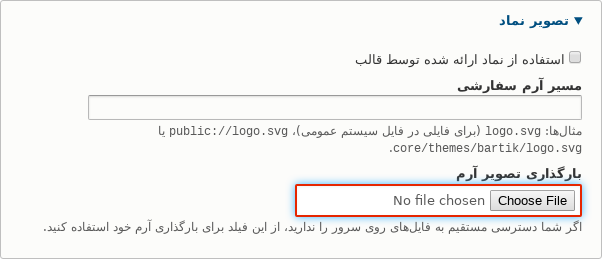 تصویر نماد
استفاده از نماد ارائه شده توسط قالب
مسیر آرم سفارشی
مثال‌ها: logo.svg (برای فایلی در فایل سیستم عمومی)، public://logo.svg یا
core/themes/bartik/logo.svg.
بارگذاری تصویر آرم
Choose File No file chosen
اگر شما دسترسی مستقیم به فایل‌های روی سرور را ندارید، از این فیلد برای بارگذاری آرم خود استفاده کنید.